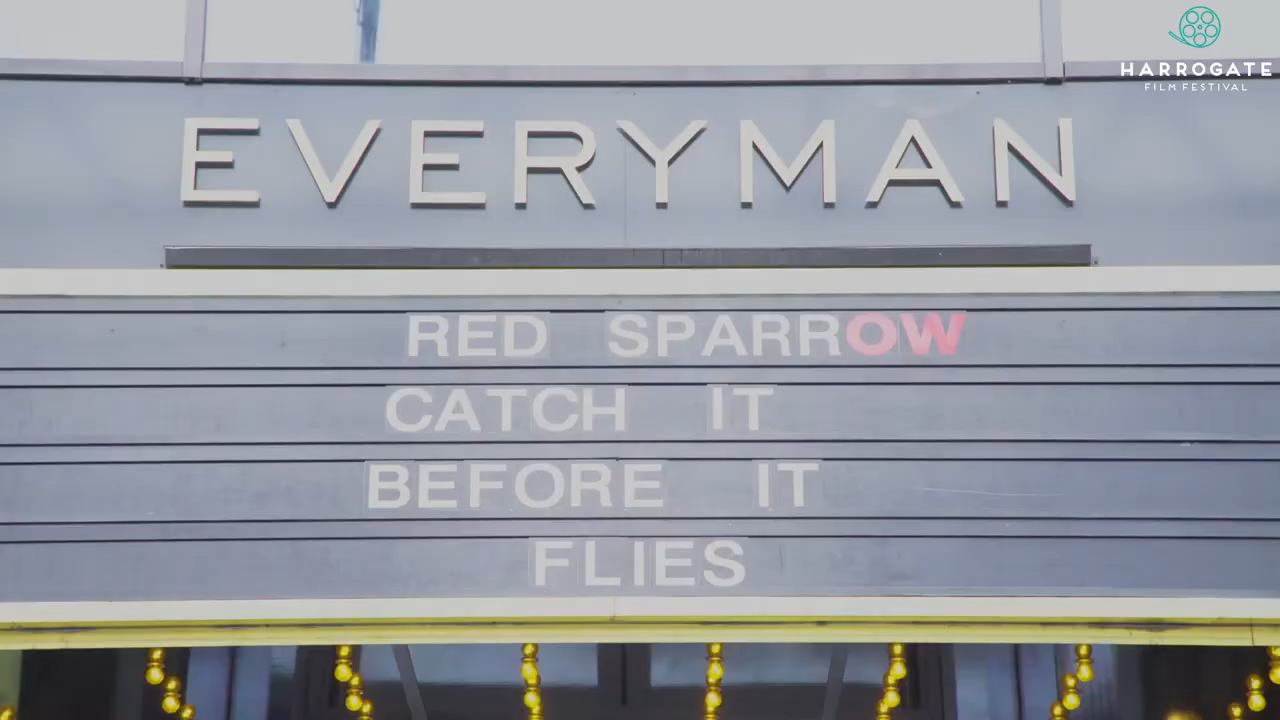 HARROGATE
FILM FESTIVAL
EVERYMAN
RED SPARROW
CATCH IT
BEFORE IT
FLIES